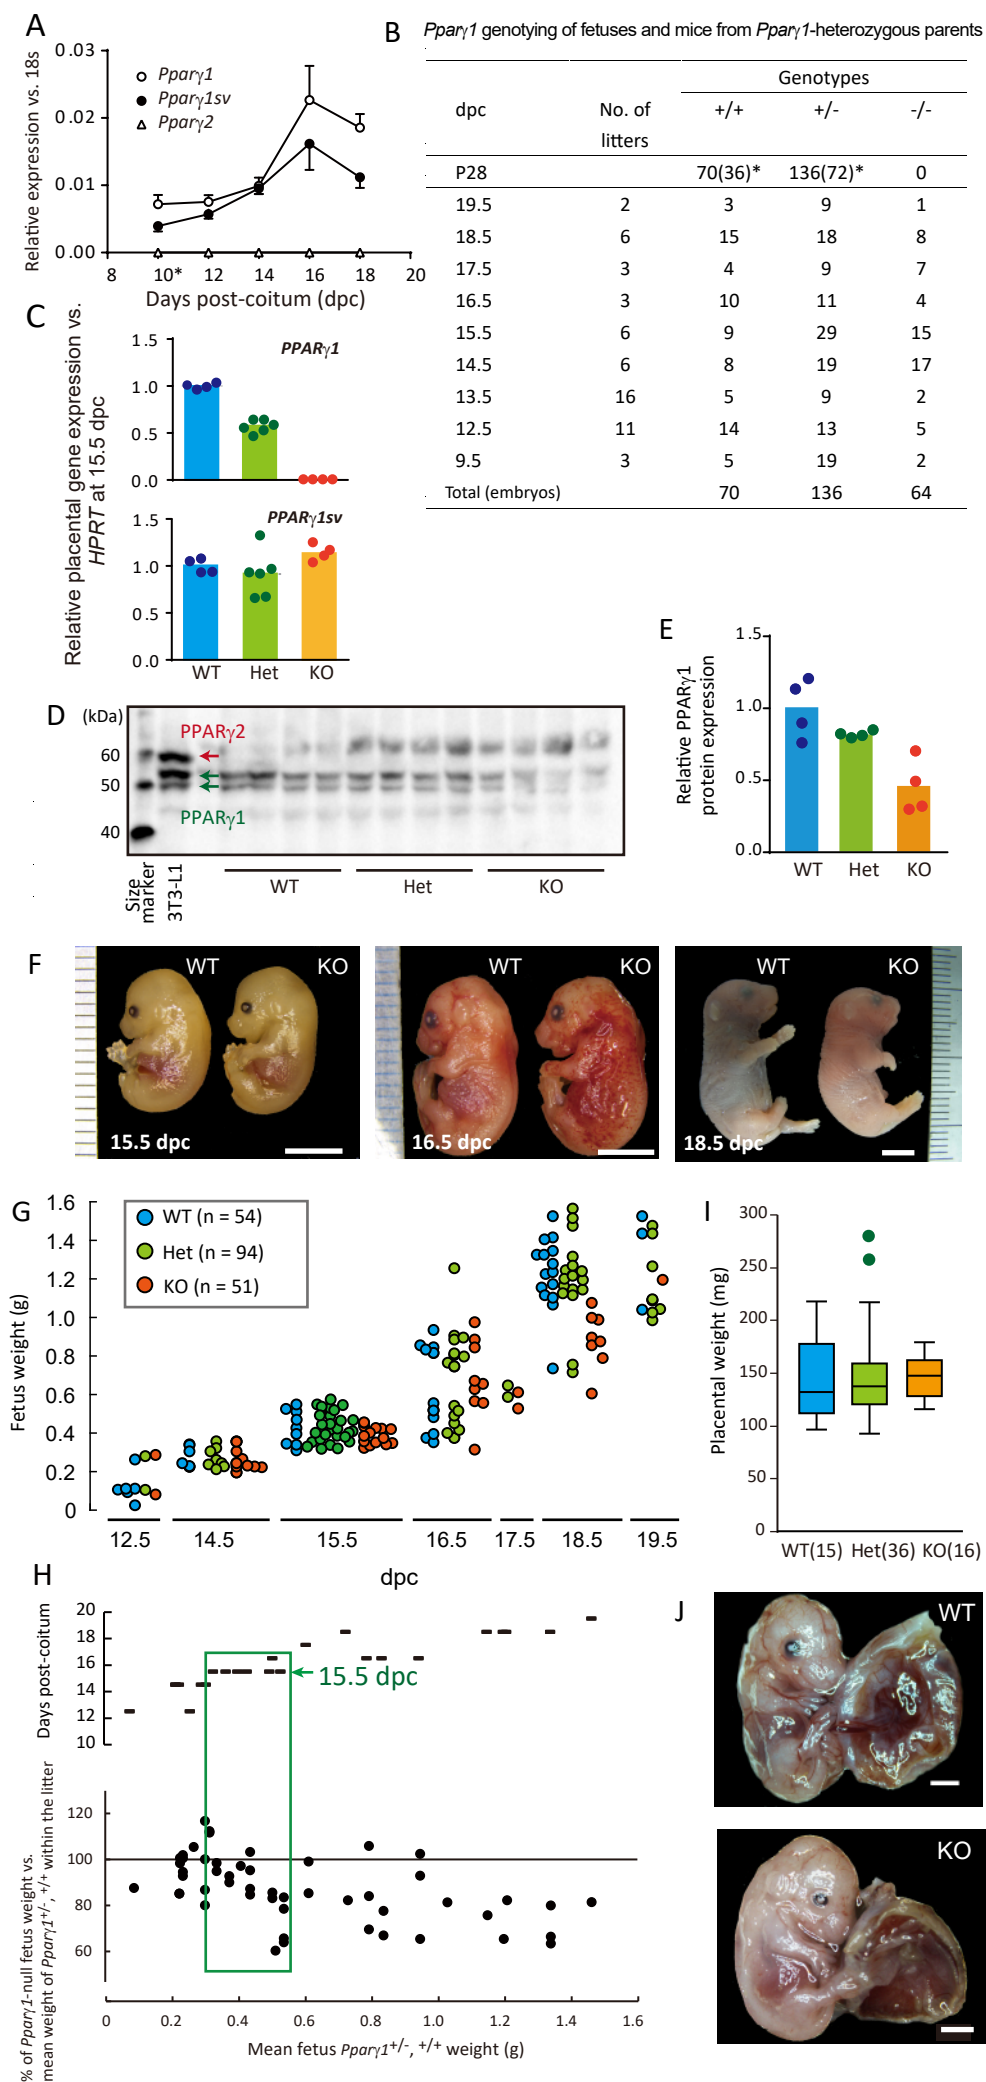 A
Relative expression vs. 18s
0.03
0.02
0.01
0.00
Pparγ1
Pparγ1sv
Pparγ2
8 10* 12 14 16 18 20
Days post-coitum (dpc)
B
Pparγ1 genotying of fetuses and mice from Pparγ1-heterozygous parents
Genotypes
dpc No. of litters +/+ +/- -/-
P28 70(36)* 136(72)* 0
19.5 2 3 9 1
18.5 6 15 18 8
17.5 3 4 9 7
16.5 3 10 11 4
15.5 6 9 29 15
14.5 6 8 19 17
13.5 16 5 9 2
12.5 11 14 13 5
9.5 3 5 19 2
Total (embryos) 70 136 64
C
Relative placental gene expression vs.
HPRT at 15.5 dpc
PPARγ1
1.5
1.0
0.5
0.0
PPARγ1sv
1.5
1.0
0.5
0.0
WT Het KO
D
(kDa)
60
50
40
PPARγ2
PPARγ1
Size marker
3T3-L1
WT Het KO
E
Relative PPARγ1
protein expression
1.5
1.0
0.5
0.0
WT Het KO
F
WT KO
15.5 dpc
WT KO
16.5 dpc
WT KO
18.5 dpc
G
Fetus weight (g)
1.6
1.4
1.2
1.0
0.8
0.6
0.4
0.2
0
WT (n = 54)
Het (n = 94)
KO (n = 51)
12.5 14.5 15.5 16.5 17.5 18.5 19.5
dpc
H
Days post-coitum
20
18
16
14
12
10
15.5 dpc
% of Pparγ1-null fetus weight vs.
mean weight of Pparγ1+/-, +/+ within the litter
120
100
80
60
0 0.2 0.4 0.6 0.8 1.0 1.2 1.4 1.6
Mean fetus Pparγ1+/-, +/+ weight (g)
I
Placental weight (mg)
300
250
200
150
100
50
0
WT(15) Het(36) KO(16)
J
WT
KO